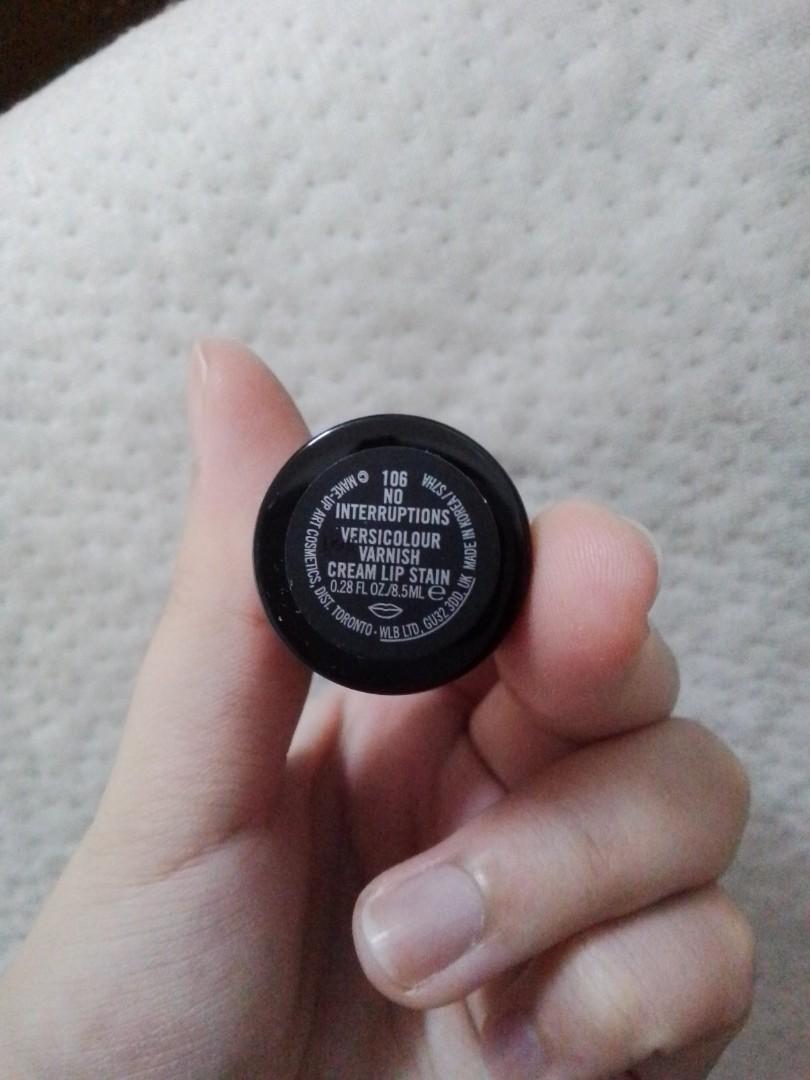 106
NO
INTERRUPTIONS
VERSICOLOUR
VARNISH
CREAM LIP STAIN
0.28 FL OZ./8.5ML ℮
© MAKE-UP ART COSMETICS, DIST. TORONTO - WLB LTD, GU32 3DD, UK MADE IN KOREA / S7HA